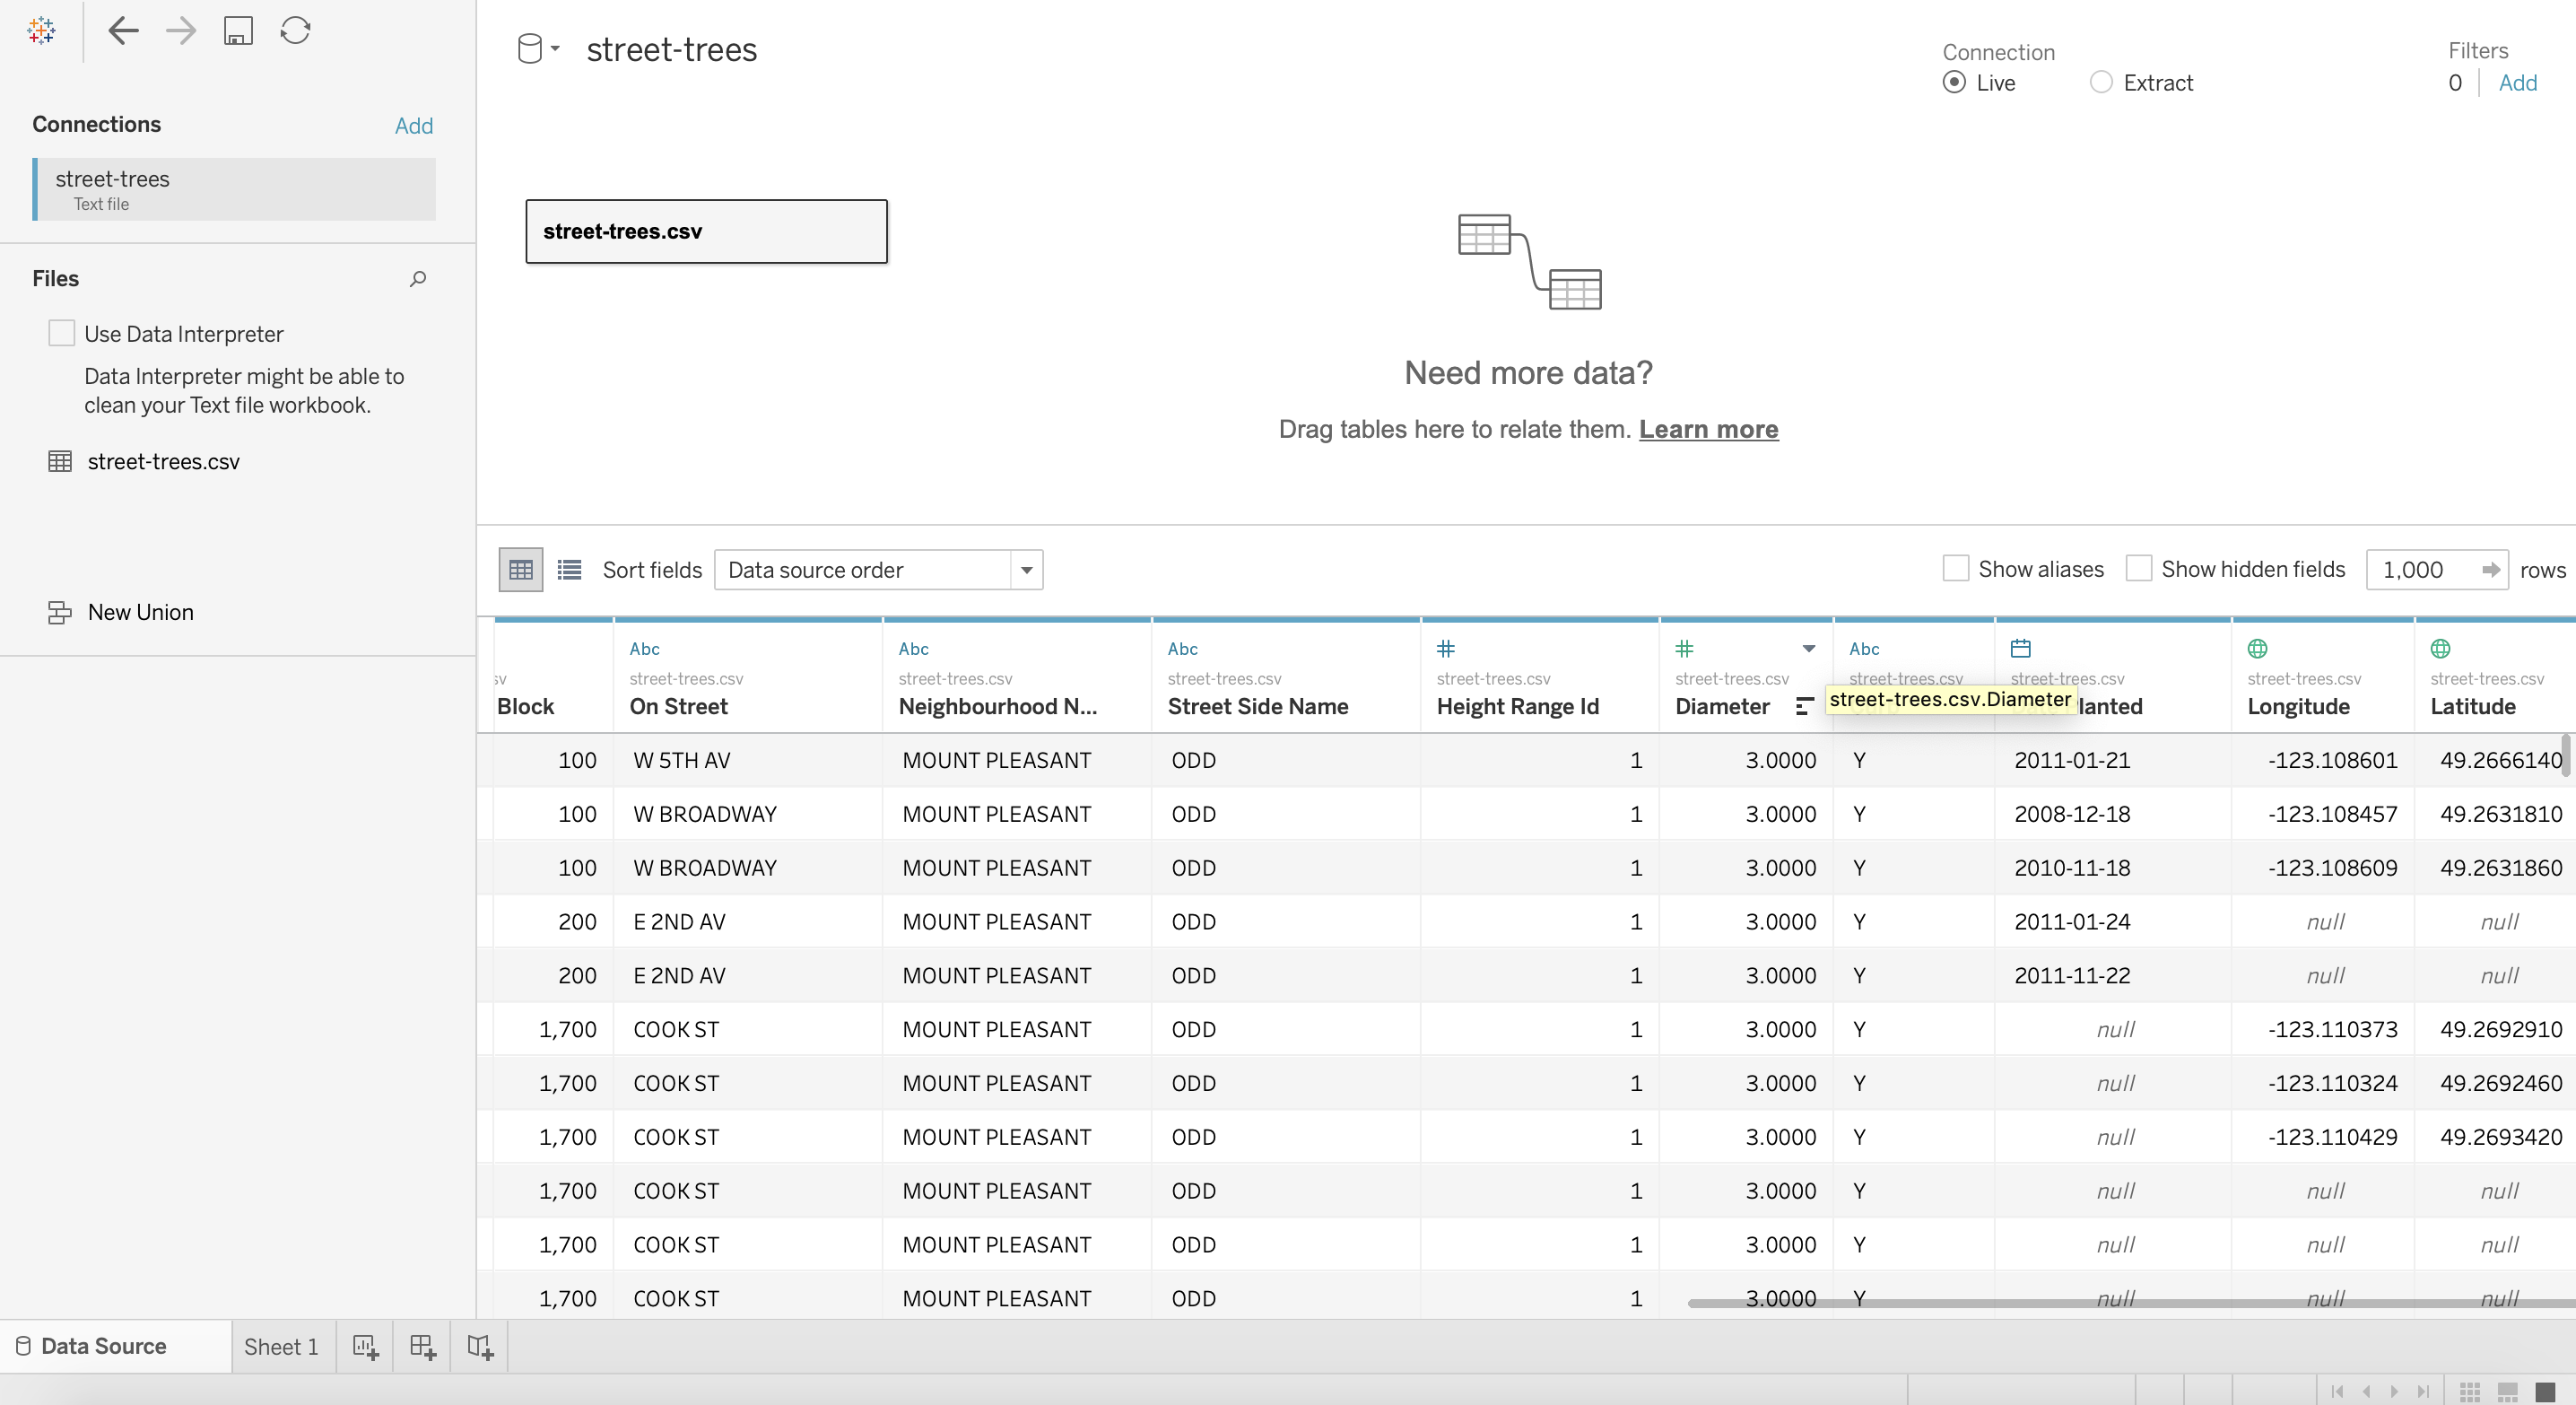 street-trees
Connection
Live
Extract
Filters
0
Add
Connections
Add
street-trees
Text file
Files
Use Data Interpreter
Data Interpreter might be able to
clean your Text file workbook.
street-trees.csv
New Union
street-trees.csv
Need more data?
Drag tables here to relate them. Learn more
Sort fields
Data source order
Show aliases
Show hidden fields
1,000
rows
Abc Abc Abc # # Abc
sv street-trees.csv street-trees.csv street-trees.csv street-trees.csv street-trees.csv street-trees.csv street-trees.csv street-trees.csv street-trees.csv
Block On Street Neighbourhood N... Street Side Name Height Range Id Diameter street-trees.csv.Diameter lanted Longitude Latitude
100 W 5TH AV MOUNT PLEASANT ODD 1 3.0000 Y 2011-01-21 -123.108601 49.2666140
100 W BROADWAY MOUNT PLEASANT ODD 1 3.0000 Y 2008-12-18 -123.108457 49.2631810
100 W BROADWAY MOUNT PLEASANT ODD 1 3.0000 Y 2010-11-18 -123.108609 49.2631860
200 E 2ND AV MOUNT PLEASANT ODD 1 3.0000 Y 2011-01-24 null null
200 E 2ND AV MOUNT PLEASANT ODD 1 3.0000 Y 2011-11-22 null null
1,700 COOK ST MOUNT PLEASANT ODD 1 3.0000 Y null -123.110373 49.2692910
1,700 COOK ST MOUNT PLEASANT ODD 1 3.0000 Y null -123.110324 49.2692460
1,700 COOK ST MOUNT PLEASANT ODD 1 3.0000 Y null -123.110429 49.2693420
1,700 COOK ST MOUNT PLEASANT ODD 1 3.0000 Y null null null
1,700 COOK ST MOUNT PLEASANT ODD 1 3.0000 Y null null null
1,700 COOK ST MOUNT PLEASANT ODD 1 3.0000 Y null null null
Data Source
Sheet 1